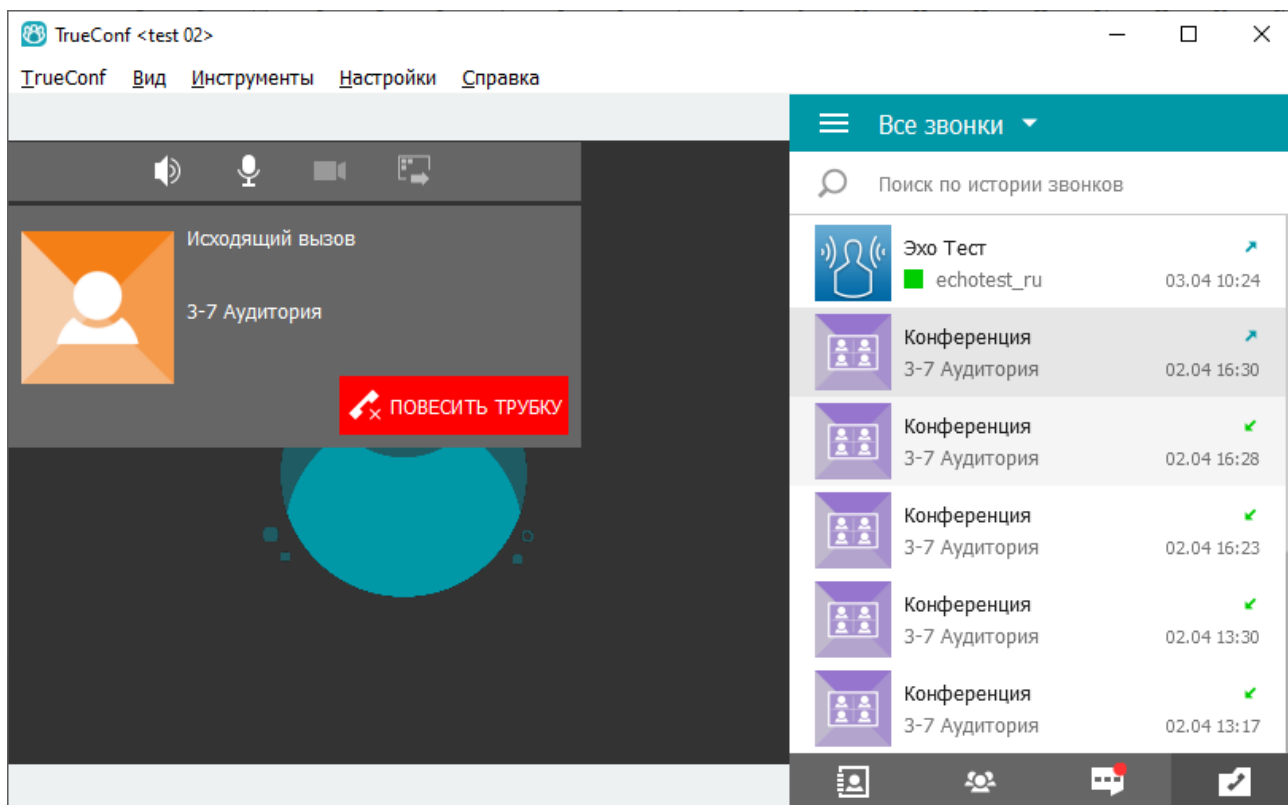 TrueConf <test 02>
TrueConf Вид Инструменты Настройки Справка
Исходящий вызов
3-7 Аудитория
ПОВЕСИТЬ ТРУБКУ
Все звонки
Поиск по истории звонков
Эхо Тест
echotest_ru 03.04 10:24
Конференция
3-7 Аудитория 02.04 16:30
Конференция
3-7 Аудитория 02.04 16:28
Конференция
3-7 Аудитория 02.04 16:23
Конференция
3-7 Аудитория 02.04 13:30
Конференция
3-7 Аудитория 02.04 13:17